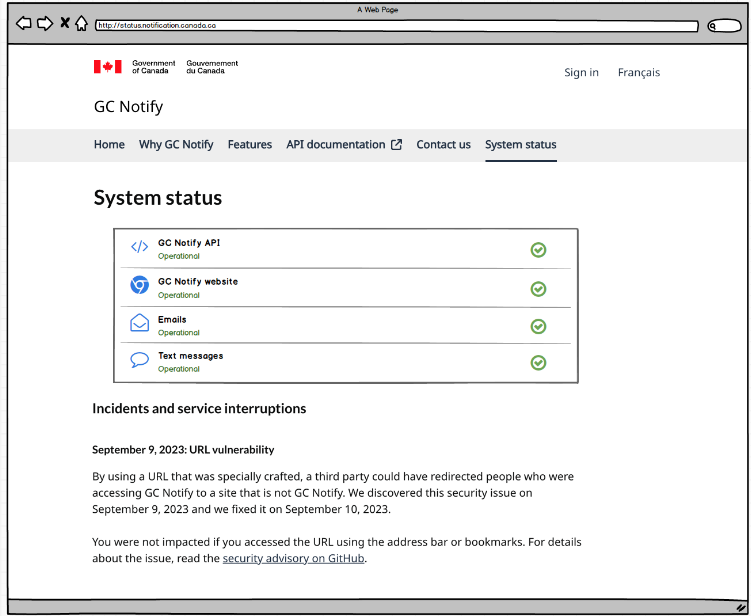 A Web Page
http://status.notification.canada.ca
Government Gouvernement
of Canada du Canada
Sign in Français
GC Notify
Home Why GC Notify Features API documentation Contact us System status
System status
GC Notify API
Operational
GC Notify website
Operational
Emails
Operational
Text messages
Operational
Incidents and service interruptions
September 9, 2023: URL vulnerability
By using a URL that was specially crafted, a third party could have redirected people who were
accessing GC Notify to a site that is not GC Notify. We discovered this security issue on
September 9, 2023 and we fixed it on September 10, 2023.
You were not impacted if you accessed the URL using the address bar or bookmarks. For details
about the issue, read the security advisory on GitHub.